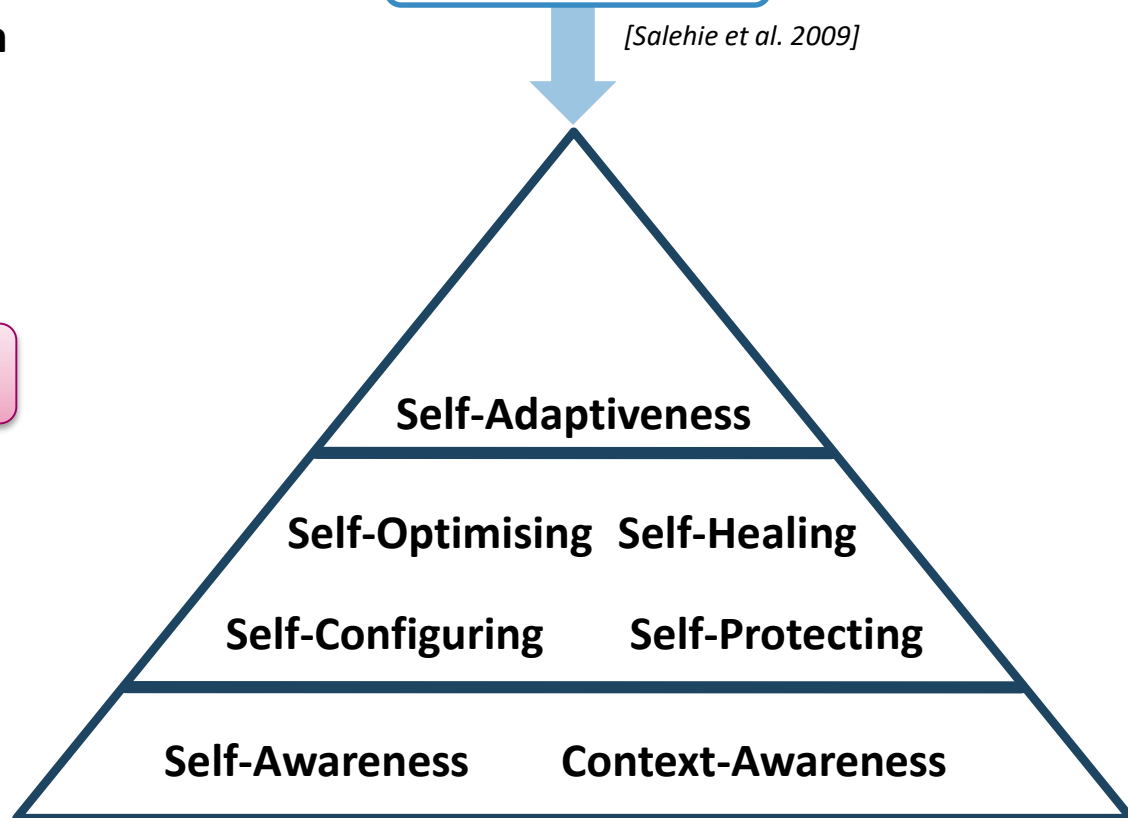 [Salehie et al. 2009]
Self-Adaptiveness
Self-Optimising Self-Healing
Self-Configuring Self-Protecting
Self-Awareness Context-Awareness